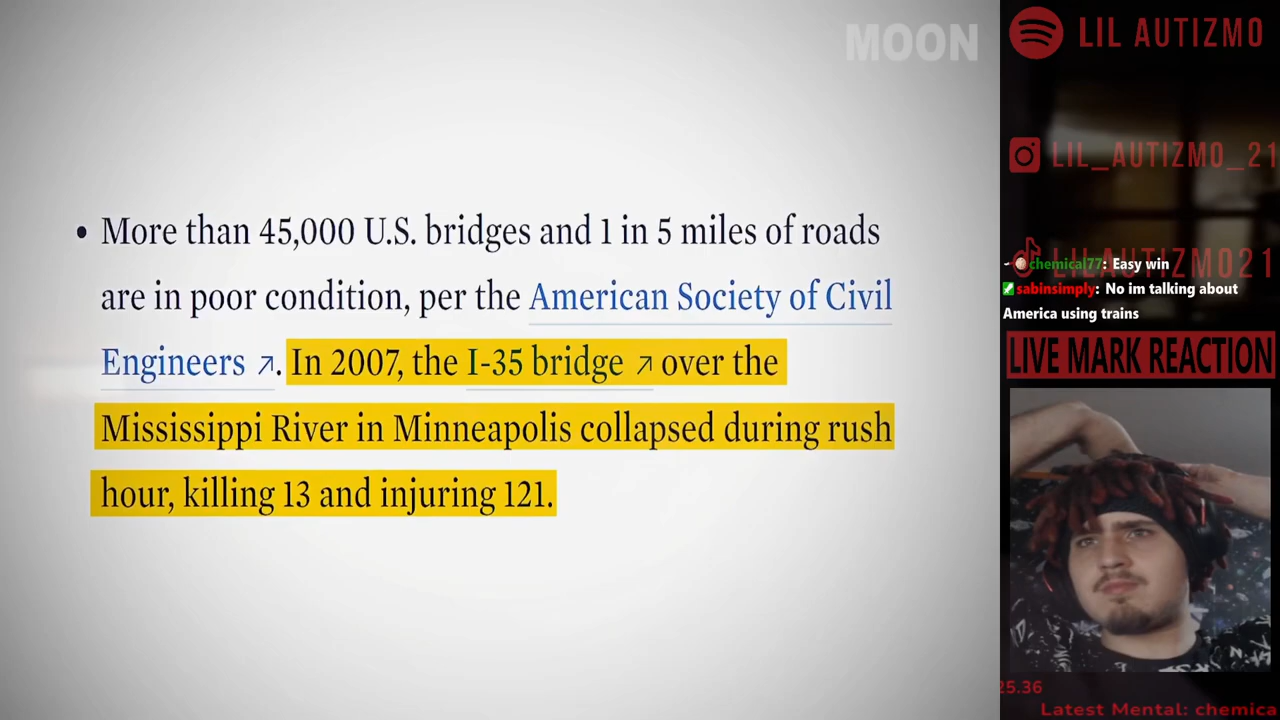 MOON
• More than 45,000 U.S. bridges and 1 in 5 miles of roads
are in poor condition, per the American Society of Civil
Engineers ↗. In 2007, the I-35 bridge ↗ over the
Mississippi River in Minneapolis collapsed during rush
hour, killing 13 and injuring 121.
LIL AUTIZMO
LIL_AUTIZMO_21
LILAUTIZMO21
chemical77: Easy win
sabinsimply: No im talking about
America using trains
LIVE MARK REACTION
25.36
Latest Mental: chemica